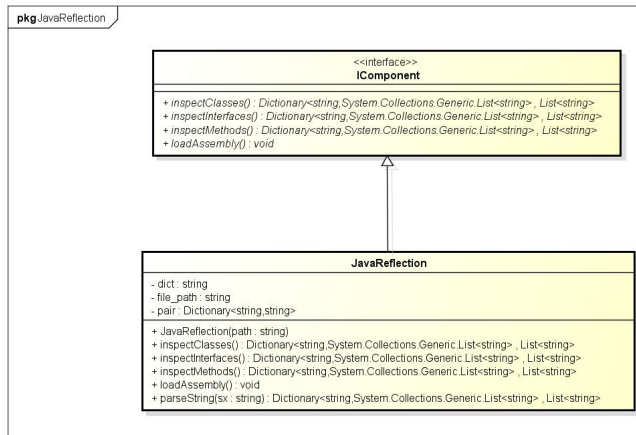 pkg JavaReflection
<<interface>>
IComponent
+ inspectClasses() : Dictionary<string,System.Collections.Generic.List<string> , List<string>
+ inspectInterfaces() : Dictionary<string,System.Collections.Generic.List<string> , List<string>
+ inspectMethods() : Dictionary<string,System.Collections.Generic.List<string> , List<string>
+ loadAssembly() : void
JavaReflection
- dict : string
- file_path : string
- pair : Dictionary<string,string>
+ JavaReflection(path : string)
+ inspectClasses() : Dictionary<string,System.Collections.Generic.List<string> , List<string>
+ inspectInterfaces() : Dictionary<string,System.Collections.Generic.List<string> , List<string>
+ inspectMethods() : Dictionary<string,System.Collections.Generic.List<string> , List<string>
+ loadAssembly() : void
+ parseString(sx : string) : Dictionary<string,System.Collections.Generic.List<string> , List<string>